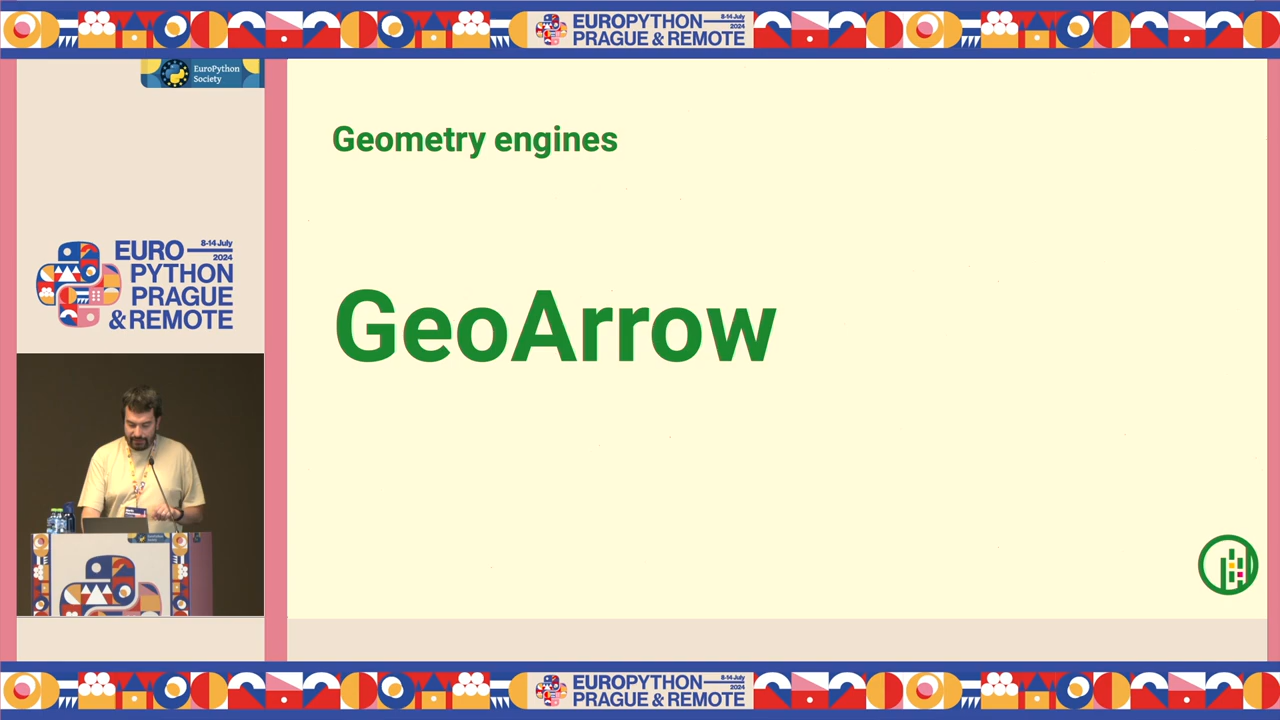 EUROPYTHON
8-14 July
2024
PRAGUE & REMOTE
EuroPython
Society
Geometry engines
EURO
8-14 July
2024
PYTHON
PRAGUE
& REMOTE
GeoArrow
EUROPYTHON
8-14 July
2024
PRAGUE & REMOTE